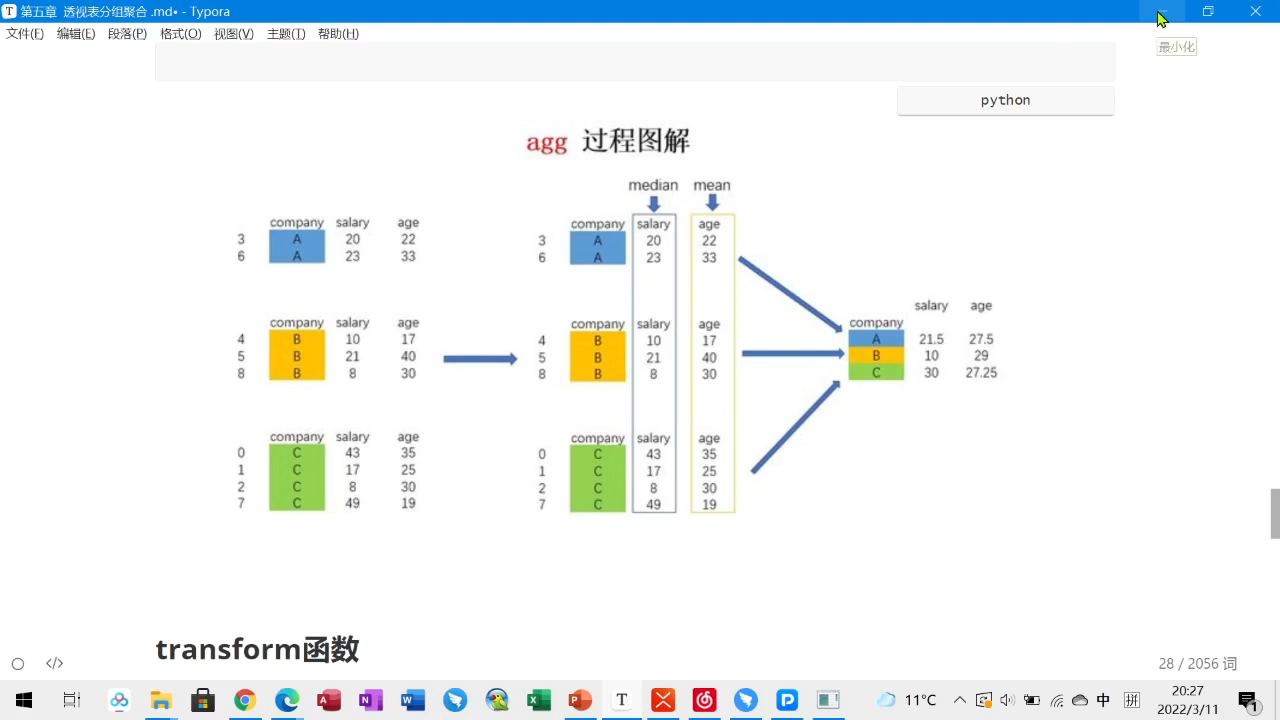 第五章 透视表分组聚合 .md• - Typora
文件(F) 编辑(E) 段落(P) 格式(O) 视图(V) 主题(T) 帮助(H)
最小化
python
agg 过程图解
median mean
company salary age
3 A 20 22
6 A 23 33
company salary age
4 B 10 17
5 B 21 40
8 B 8 30
company salary age
0 C 43 35
1 C 17 25
2 C 8 30
7 C 49 19
company salary age
3 A 20 22
6 A 23 33
company salary age
4 B 10 17
5 B 21 40
8 B 8 30
company salary age
0 C 43 35
1 C 17 25
2 C 8 30
7 C 49 19
salary age
company
A 21.5 27.5
B 10 29
C 30 27.25
transform函数
28 / 2056 词
11°C 中 拼 20:27
2022/3/11 1